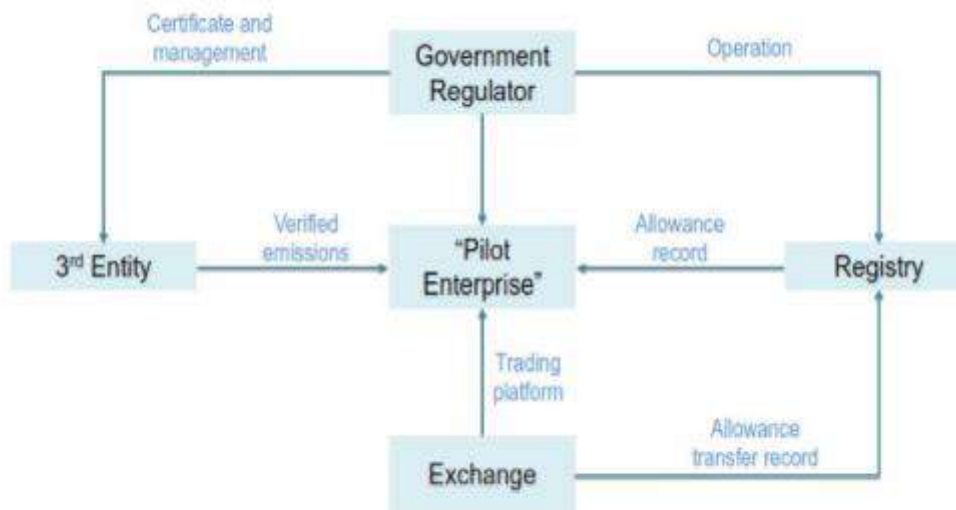 Certificate and
management
Government
Regulator
Operation
3rd Entity
Verified
emissions
“Pilot
Enterprise”
Allowance
record
Registry
Trading
platform
Exchange
Allowance
transfer record